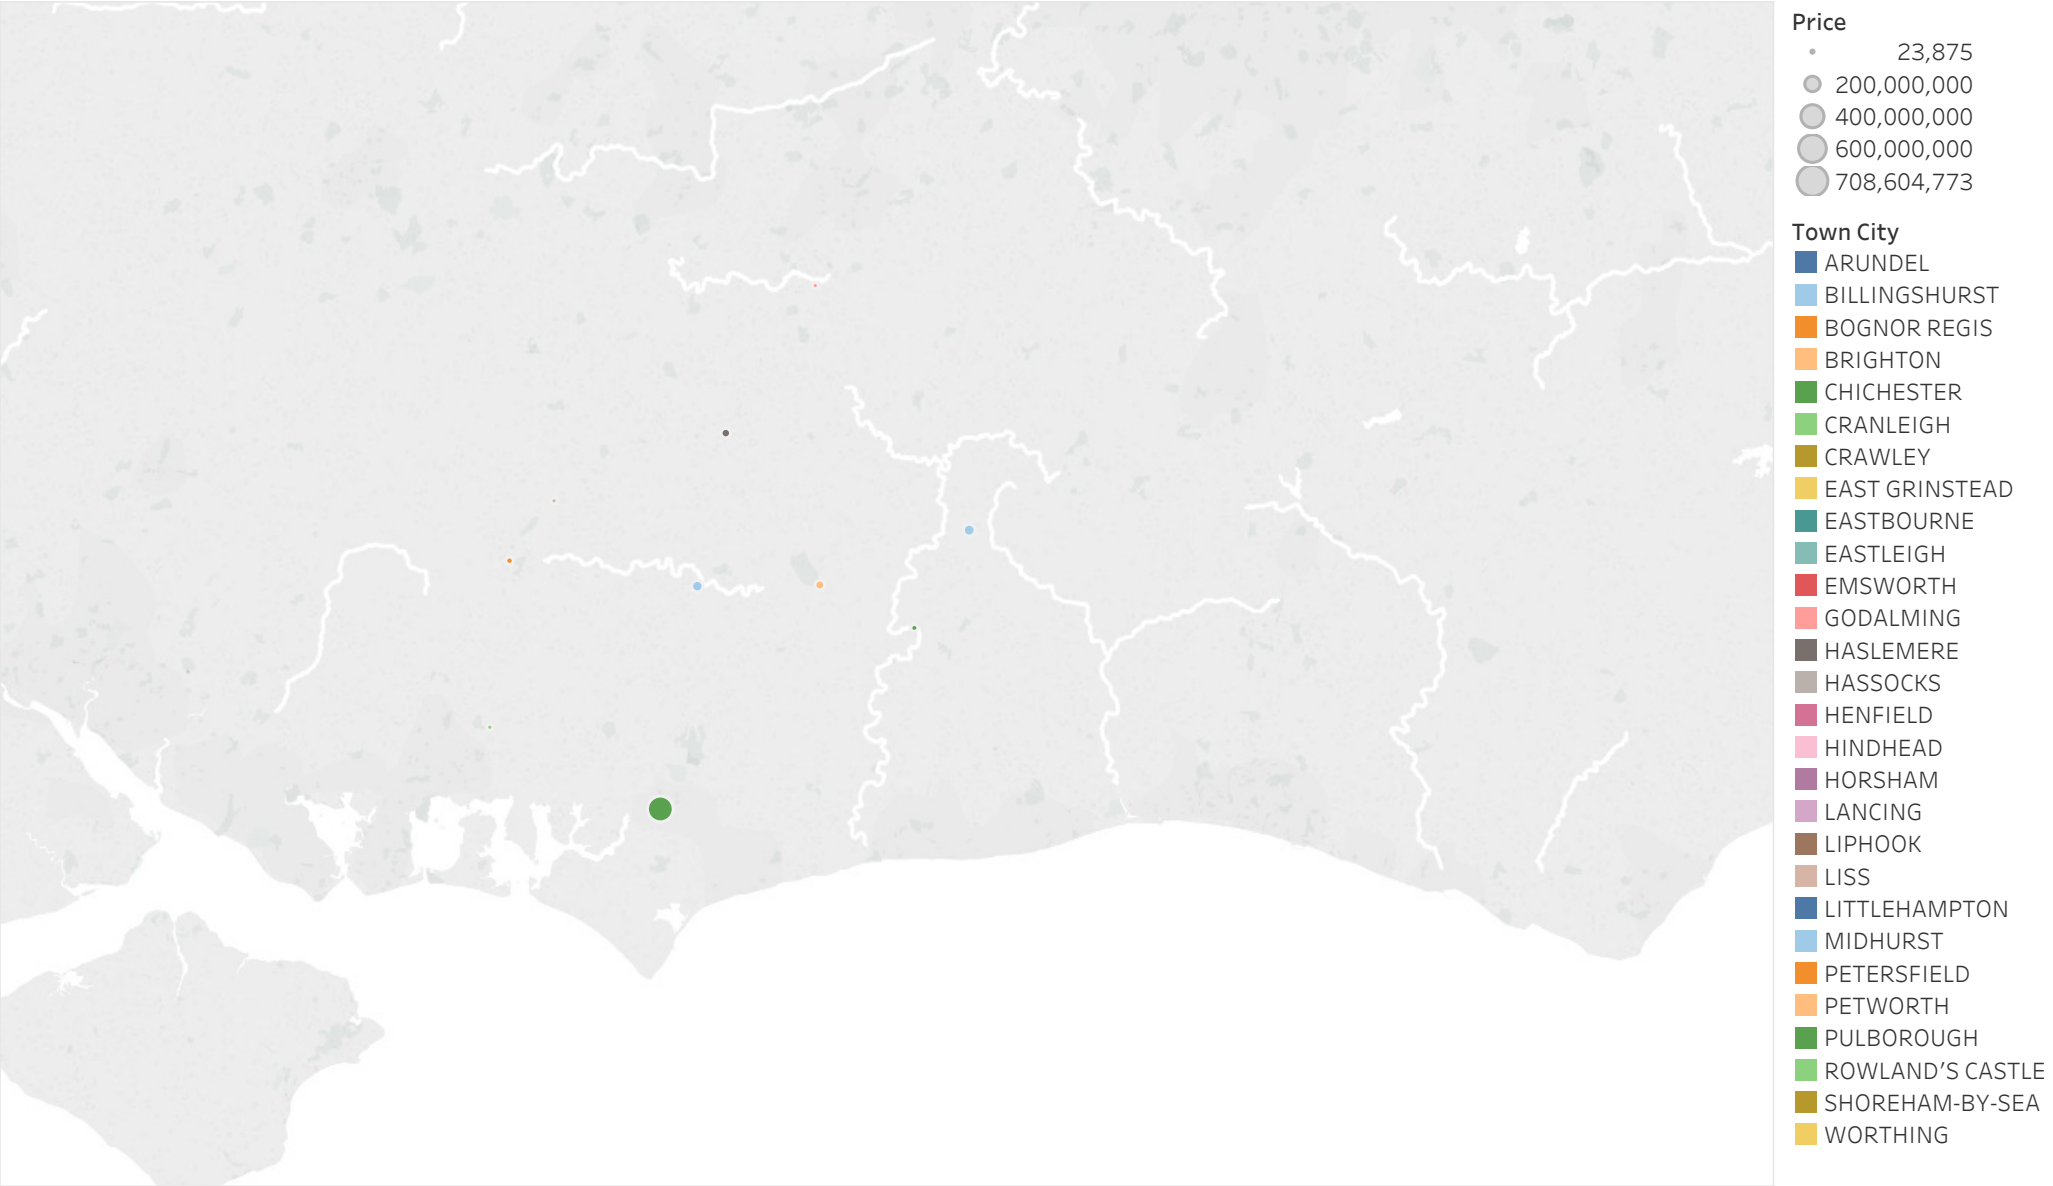 Price
23,875
200,000,000
400,000,000
600,000,000
708,604,773
Town City
ARUNDEL
BILLINGSHURST
BOGNOR REGIS
BRIGHTON
CHICHESTER
CRANLEIGH
CRAWLEY
EAST GRINSTEAD
EASTBOURNE
EASTLEIGH
EMSWORTH
GODALMING
HASLEMERE
HASSOCKS
HENFIELD
HINDHEAD
HORSHAM
LANCING
LIPHOOK
LISS
LITTLEHAMPTON
MIDHURST
PETERSFIELD
PETWORTH
PULBOROUGH
ROWLAND'S CASTLE
SHOREHAM-BY-SEA
WORTHING